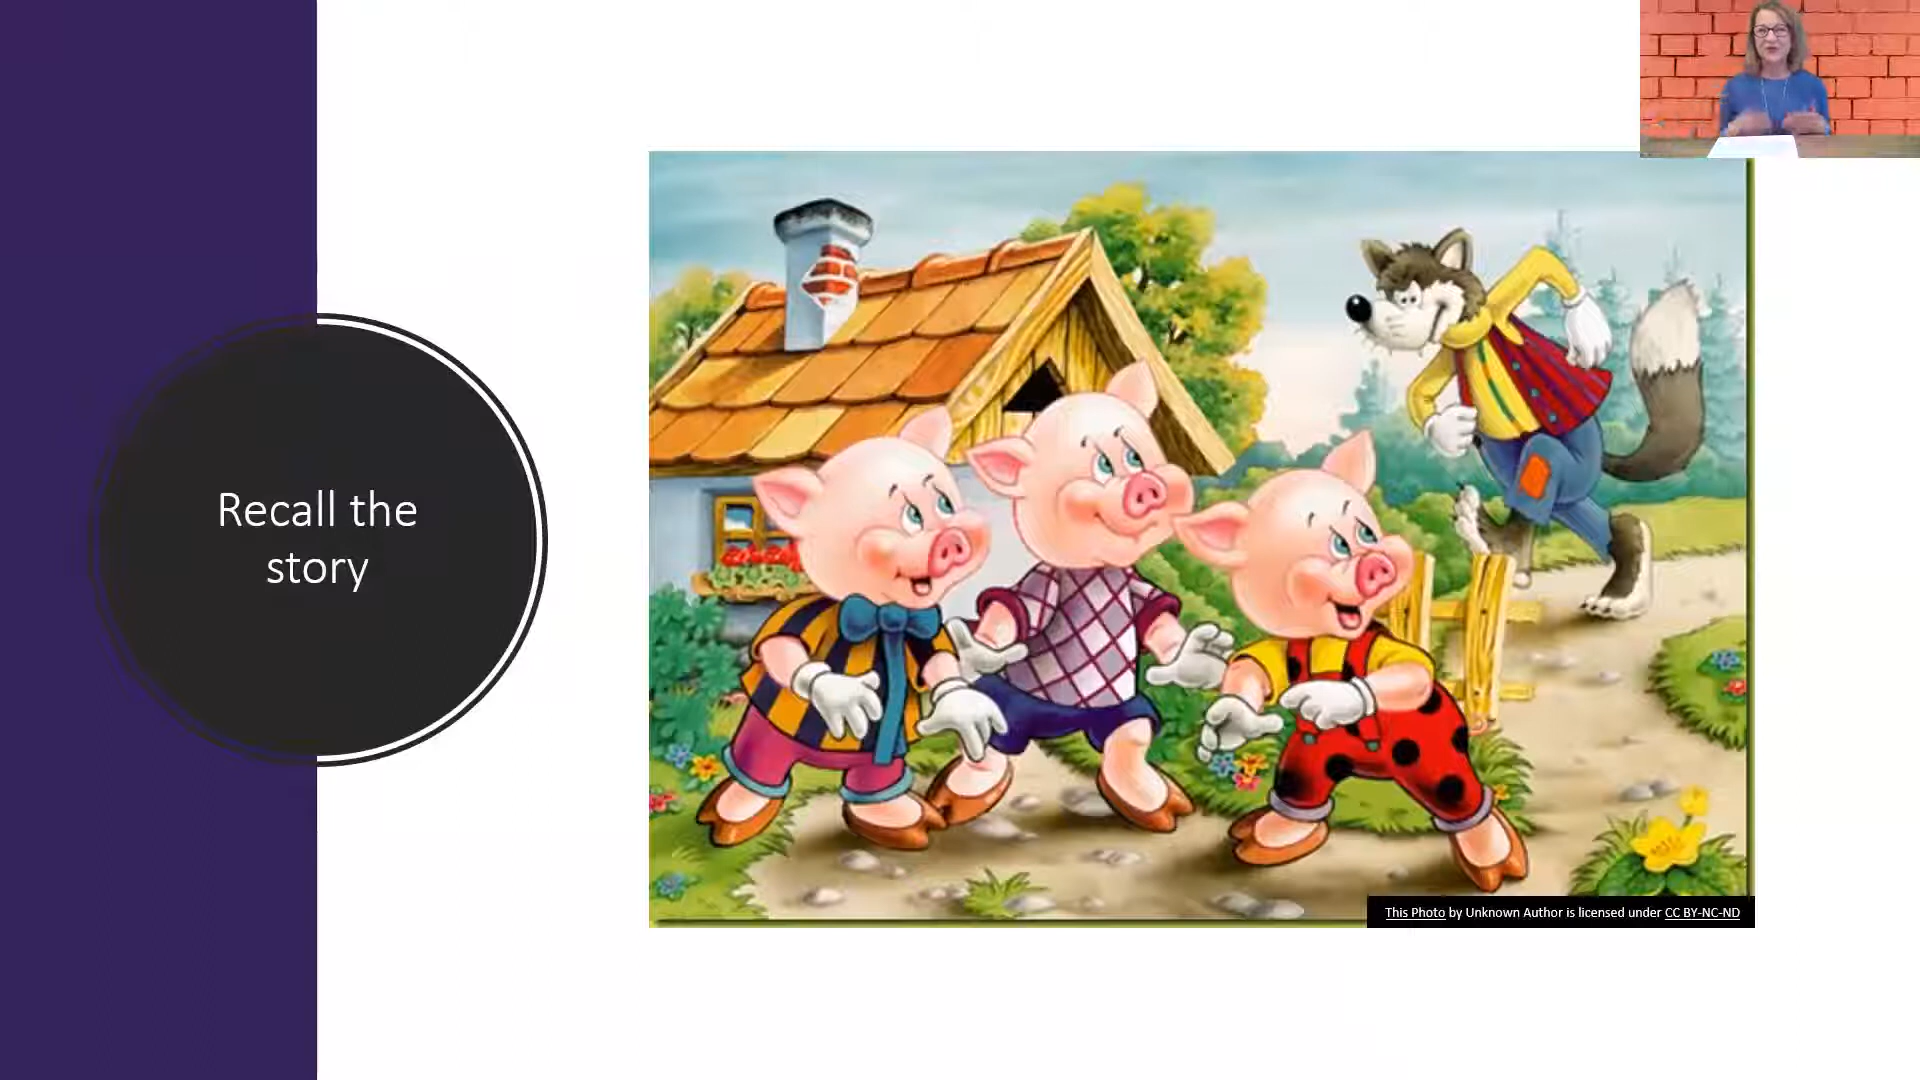 Recall the
story
This Photo by Unknown Author is licensed under CC BY-NC-ND